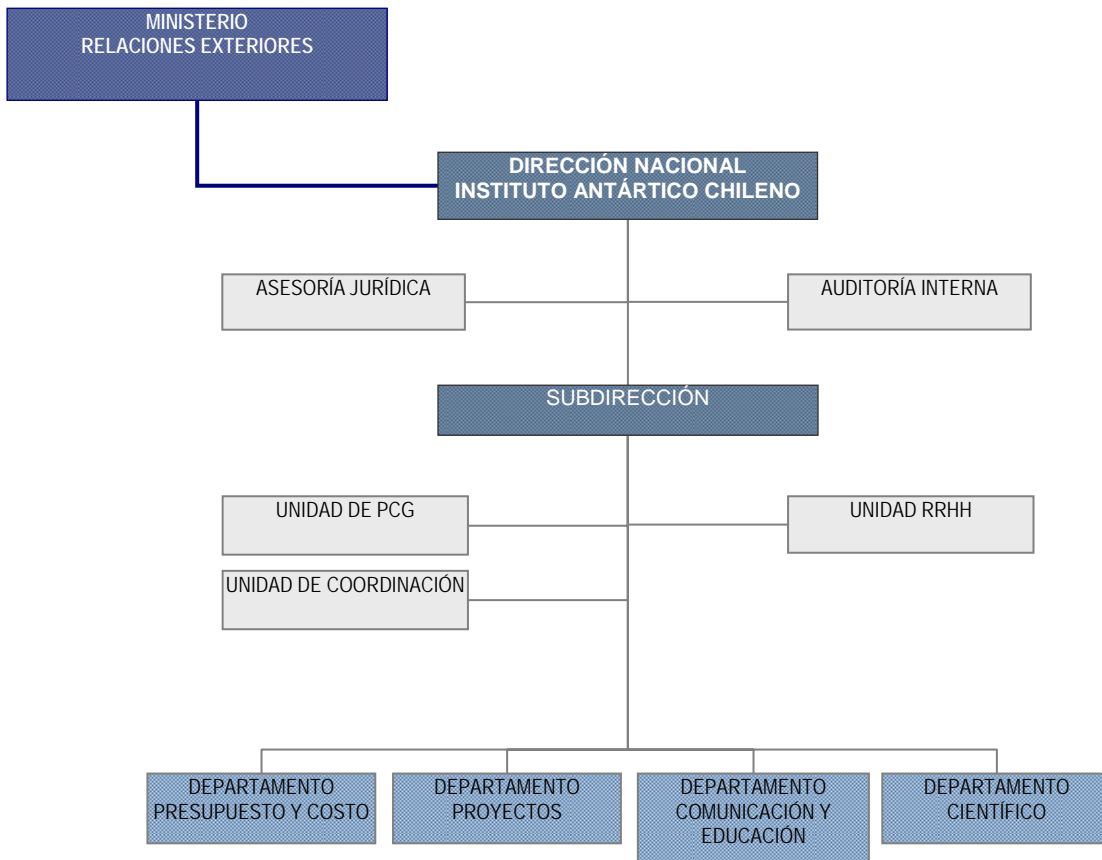 MINISTERIO
RELACIONES EXTERIORES
DIRECCIÓN NACIONAL
INSTITUTO ANTÁRTICO CHILENO
ASESORÍA JURÍDICA
AUDITORÍA INTERNA
SUBDIRECCIÓN
UNIDAD DE PCG
UNIDAD RRHH
UNIDAD DE COORDINACIÓN
DEPARTAMENTO
PRESUPUESTO Y COSTO
DEPARTAMENTO
PROYECTOS
DEPARTAMENTO
COMUNICACIÓN Y
EDUCACIÓN
DEPARTAMENTO
CIENTÍFICO